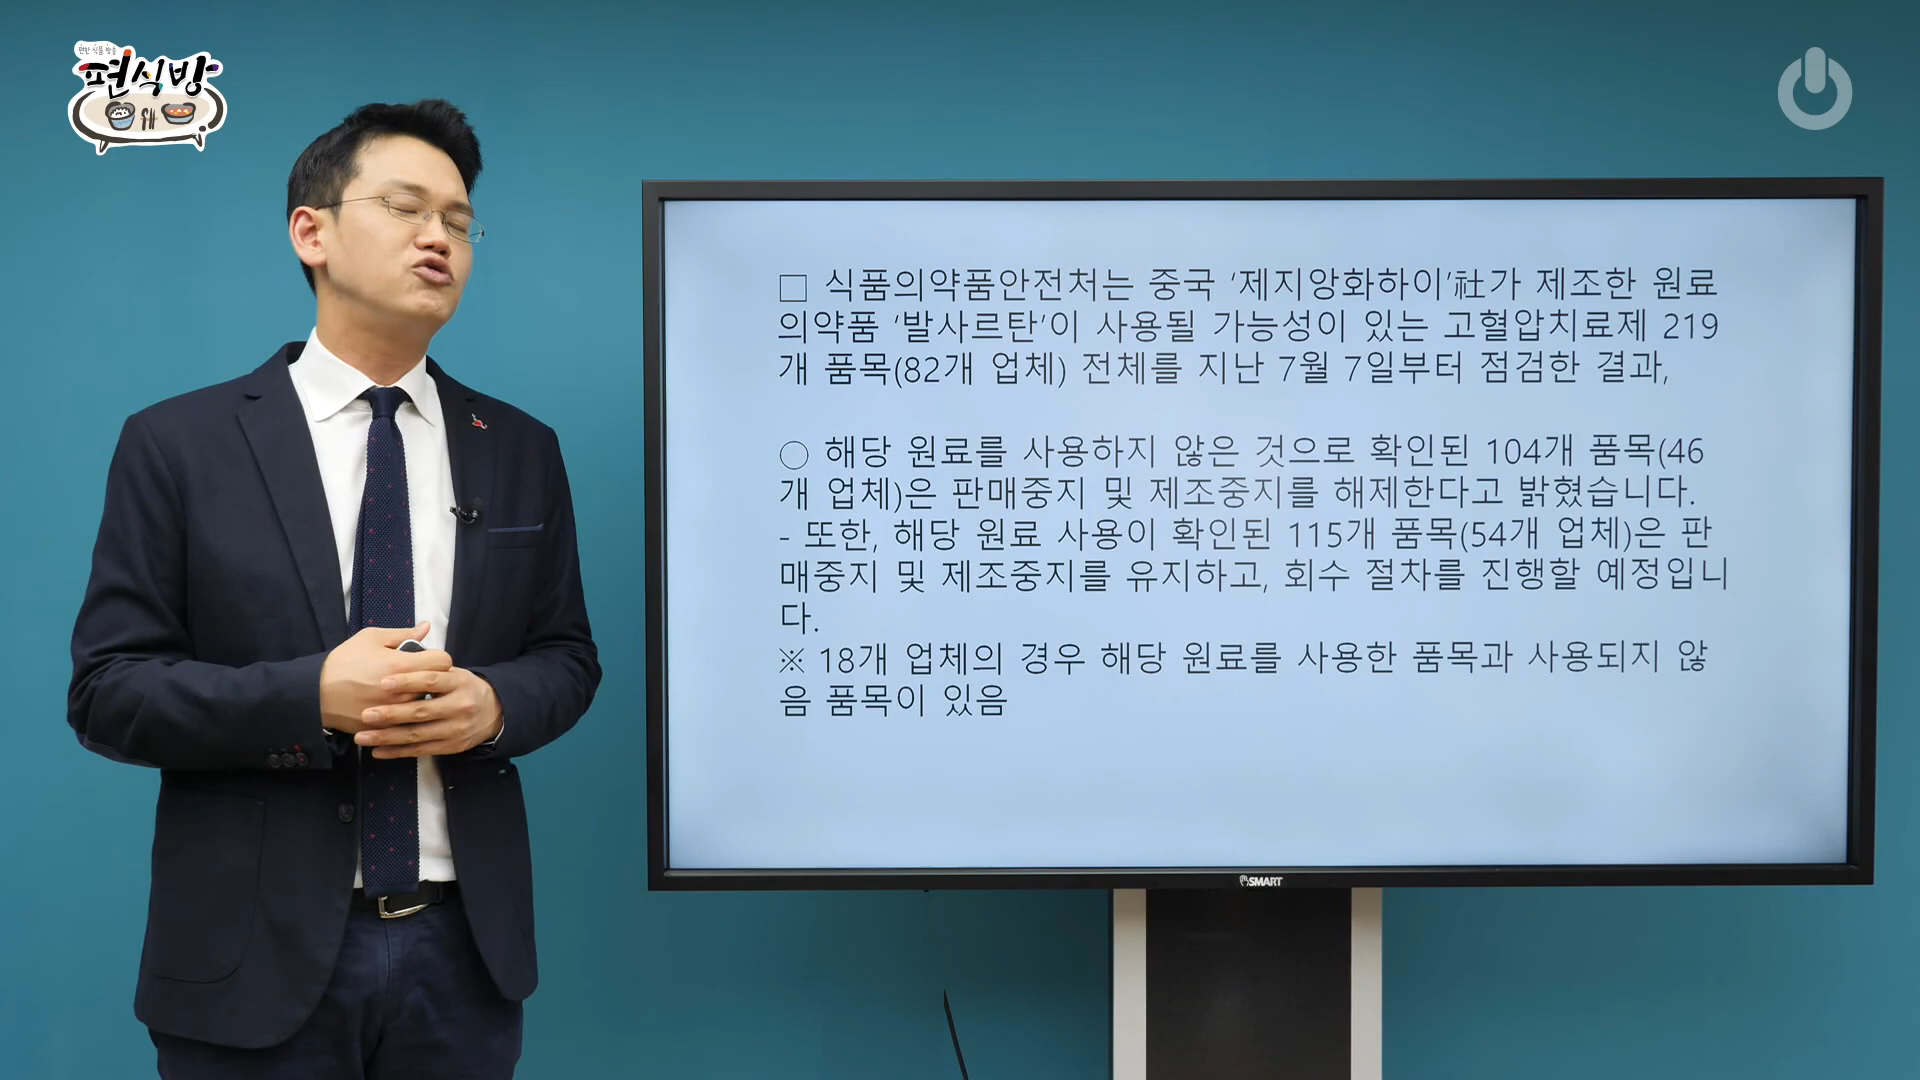 편한 식품 방송
편식방
□ 식품의약품안전처는 중국 ‘제지앙화하이’社가 제조한 원료
의약품 ‘발사르탄’이 사용될 가능성이 있는 고혈압치료제 219
개 품목(82개 업체) 전체를 지난 7월 7일부터 점검한 결과,
○ 해당 원료를 사용하지 않은 것으로 확인된 104개 품목(46
개 업체)은 판매중지 및 제조중지를 해제한다고 밝혔습니다.
- 또한, 해당 원료 사용이 확인된 115개 품목(54개 업체)은 판
매중지 및 제조중지를 유지하고, 회수 절차를 진행할 예정입니
다.
※ 18개 업체의 경우 해당 원료를 사용한 품목과 사용되지 않
음 품목이 있음
SMART